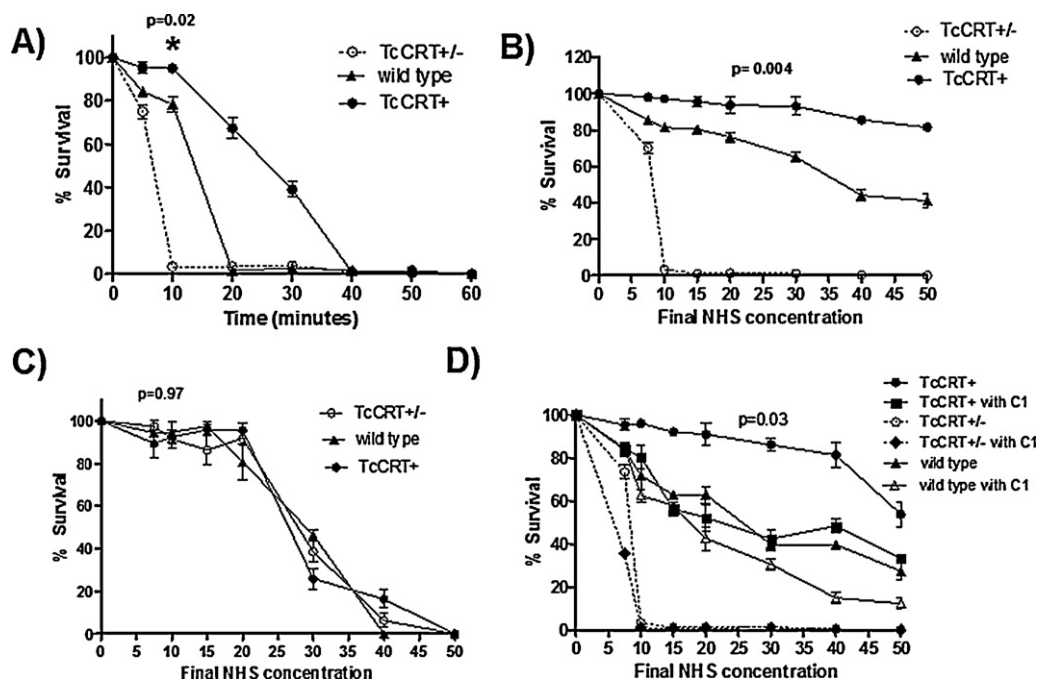 A)
p=0.02
*
TcCRT+/-
wild type
TcCRT+
100
80
60
40
20
0
% Survival
0 10 20 30 40 50 60
Time (minutes)
B)
TcCRT+/-
wild type
TcCRT+
p= 0.004
120
100
80
60
40
20
0
% Survival
0 5 10 15 20 25 30 35 40 45 50
Final NHS concentration
C)
p=0.97
TcCRT+/-
wild type
TcCRT+
100
80
60
40
20
0
% Survival
0 5 10 15 20 25 30 35 40 45 50
Final NHS concentration
D)
TcCRT+
TcCRT+ with C1
TcCRT+/-
TcCRT+/- with C1
wild type
wild type with C1
p=0.03
100
80
60
40
20
0
% Survival
0 5 10 15 20 25 30 35 40 45 50
Final NHS concentration